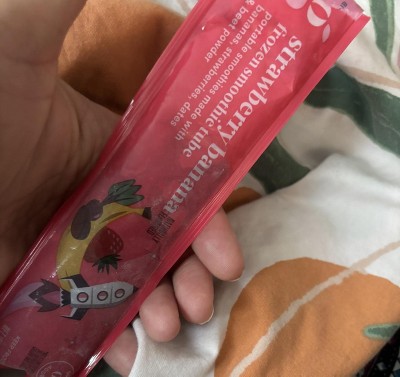 strawberry banana
frozen smoothie tube
portable smoothies made with
bananas, strawberries, dates
& beet powder